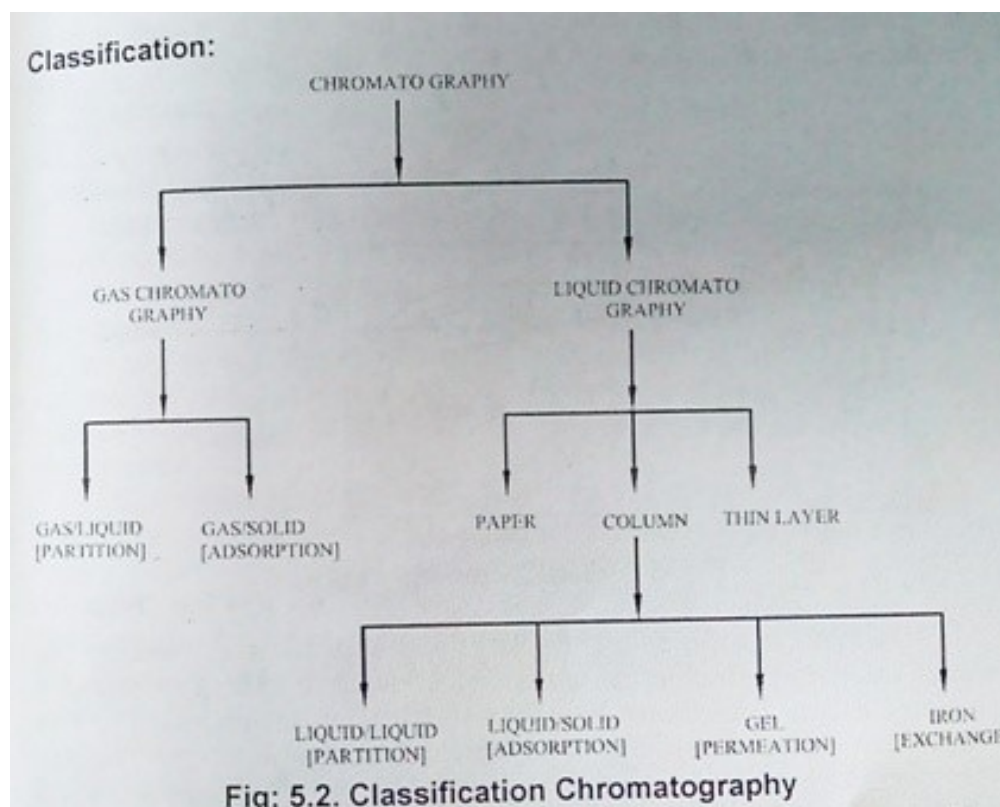 Classification:
CHROMATO GRAPHY
GAS CHROMATO
GRAPHY
LIQUID CHROMATO
GRAPHY
GAS/LIQUID
[PARTITION]
GAS/SOLID
[ADSORPTION]
PAPER
COLUMN
THIN LAYER
LIQUID/LIQUID
[PARTITION]
LIQUID/SOLID
[ADSORPTION]
GEL
[PERMEATION]
IRON
[EXCHANGE
Fig: 5.2. Classification Chromatography